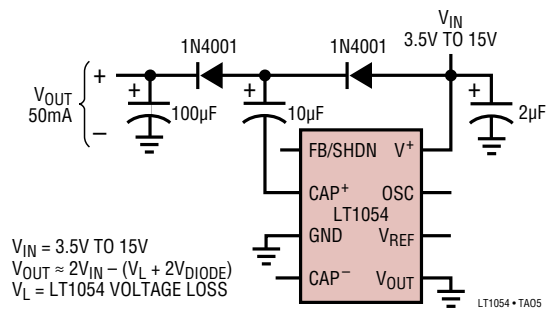 V_IN
3.5V TO 15V
1N4001
1N4001
+
V_OUT
50mA
–
+
100µF
+
10µF
+
2µF
FB/SHDN
V+
CAP+
OSC
LT1054
GND
V_REF
CAP–
V_OUT
V_IN = 3.5V TO 15V
V_OUT ≈ 2V_IN – (V_L + 2V_DIODE)
V_L = LT1054 VOLTAGE LOSS
LT1054 • TA05